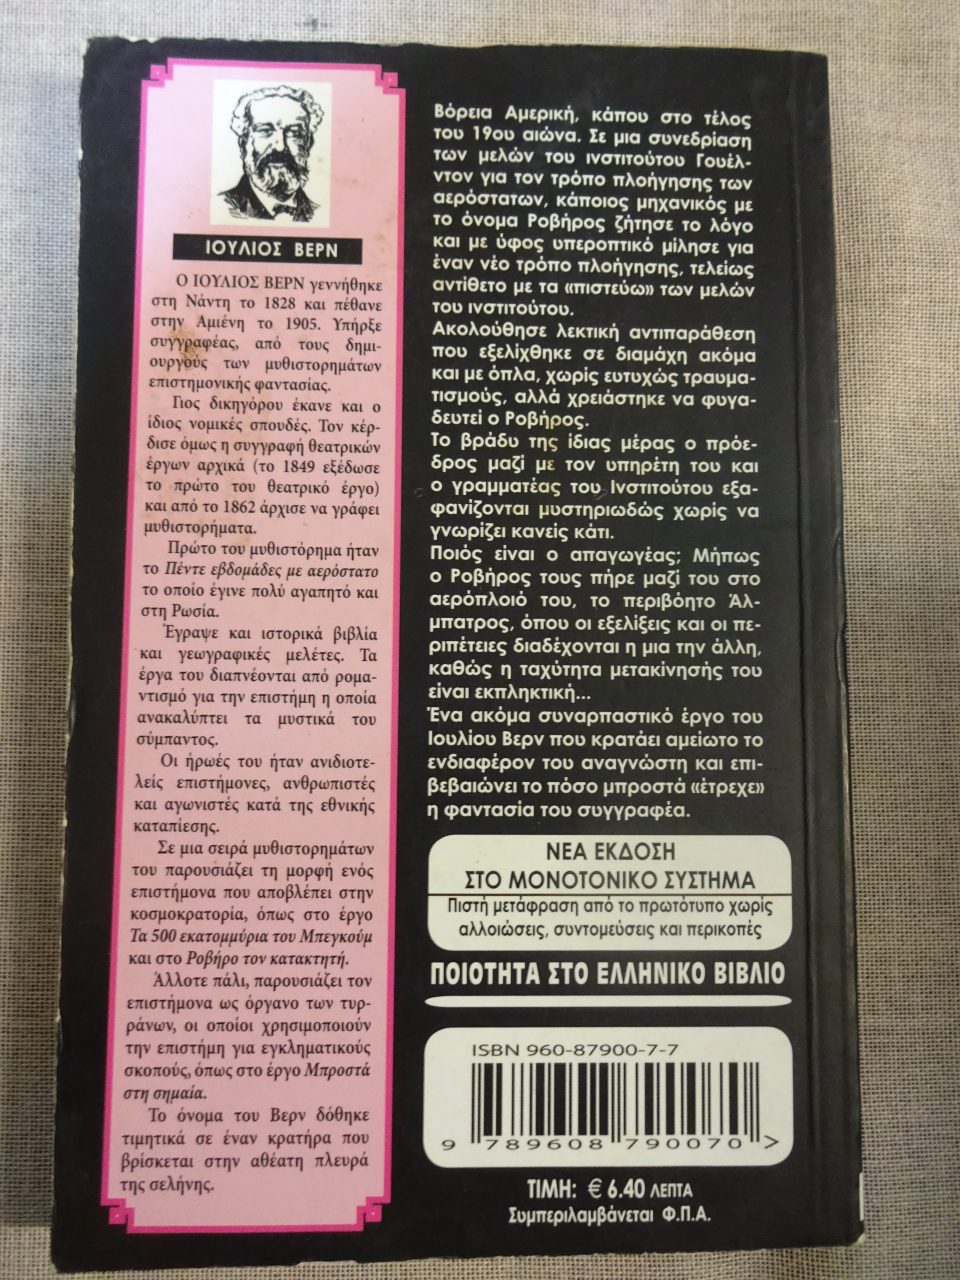 ΙΟΥΛΙΟΣ ΒΕΡΝ
Ο ΙΟΥΛΙΟΣ ΒΕΡΝ γεννήθηκε
στη Νάντη το 1828 και πέθανε
στην Αμιένη το 1905. Υπήρξε
συγγραφέας, από τους δημι-
ουργούς των μυθιστορημάτων
επιστημονικής φαντασίας.
Γιος δικηγόρου έκανε και ο
ίδιος νομικές σπουδές. Τον κέρ-
δισε όμως η συγγραφή θεατρικών
έργων αρχικά (το 1849 εξέδωσε
το πρώτο του θεατρικό έργο)
και από το 1862 άρχισε να γράφει
μυθιστορήματα.
Πρώτο του μυθιστόρημα ήταν
το Πέντε εβδομάδες με αερόστατο
το οποίο έγινε πολύ αγαπητό και
στη Ρωσία.
Έγραψε και ιστορικά βιβλία
και γεωγραφικές μελέτες. Τα
έργα του διαπνέονται από ρομα-
ντισμό για την επιστήμη η οποία
ανακαλύπτει τα μυστικά του
σύμπαντος.
Οι ήρωές του ήταν ανιδιοτε-
λείς επιστήμονες, ανθρωπιστές
και αγωνιστές κατά της εθνικής
καταπίεσης.
Σε μια σειρά μυθιστορημάτων
του παρουσιάζει τη μορφή ενός
επιστήμονα που αποβλέπει στην
κοσμοκρατορία, όπως στο έργο
Τα 500 εκατομμύρια του Μπεγκούμ
και στο Ροβήρο τον κατακτητή.
Άλλοτε πάλι, παρουσιάζει τον
επιστήμονα ως όργανο των τυρ-
ράνων, οι οποίοι χρησιμοποιούν
την επιστήμη για εγκληματικούς
σκοπούς, όπως στο έργο Μπροστά
στη σημαία.
Το όνομα του Βερν δόθηκε
τιμητικά σε έναν κρατήρα που
βρίσκεται στην αθέατη πλευρά
της σελήνης.
Βόρεια Αμερική, κάπου στο τέλος
του 19ου αιώνα. Σε μια συνεδρίαση
των μελών του ινστιτούτου Γουέλ-
ντον για τον τρόπο πλοήγησης των
αερόστατων, κάποιος μηχανικός με
το όνομα Ροβήρος ζήτησε το λόγο
και με ύφος υπεροπτικό μίλησε για
έναν νέο τρόπο πλοήγησης, τελείως
αντίθετο με τα «πιστεύω» των μελών
του ινστιτούτου.
Ακολούθησε λεκτική αντιπαράθεση
που εξελίχθηκε σε διαμάχη ακόμα
και με όπλα, χωρίς ευτυχώς τραυμα-
τισμούς, αλλά χρειάστηκε να φυγα-
δευτεί ο Ροβήρος.
Το βράδυ της ίδιας μέρας ο πρόε-
δρος μαζί με τον υπηρέτη του και
ο γραμματέας του Ινστιτούτου εξα-
φανίζονται μυστηριωδώς χωρίς να
γνωρίζει κανείς κάτι.
Ποιός είναι ο απαγωγέας; Μήπως
ο Ροβήρος τους πήρε μαζί του στο
αερόπλοιό του, το περιβόητο Άλ-
μπατρος, όπου οι εξελίξεις και οι πε-
ριπέτειες διαδέχονται η μια την άλλη,
καθώς η ταχύτητα μετακίνησής του
είναι εκπληκτική...
Ένα ακόμα συναρπαστικό έργο του
Ιουλίου Βερν που κρατάει αμείωτο το
ενδιαφέρον του αναγνώστη και επι-
βεβαιώνει το πόσο μπροστά «έτρεχε»
η φαντασία του συγγραφέα.
ΝΕΑ ΕΚΔΟΣΗ
ΣΤΟ ΜΟΝΟΤΟΝΙΚΟ ΣΥΣΤΗΜΑ
Πιστή μετάφραση από το πρωτότυπο χωρίς
αλλοιώσεις, συντομεύσεις και περικοπές
ΠΟΙΟΤΗΤΑ ΣΤΟ ΕΛΛΗΝΙΚΟ ΒΙΒΛΙΟ
ISBN 960-87900-7-7
9 789608 790070 >
ΤΙΜΗ: € 6.40 ΛΕΠΤΑ
Συμπεριλαμβάνεται Φ.Π.Α.